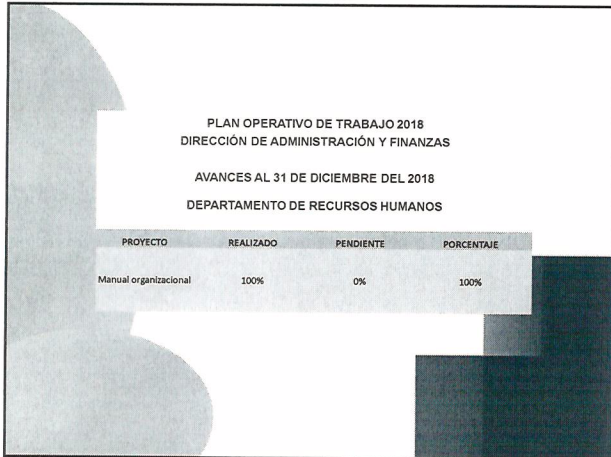 PLAN OPERATIVO DE TRABAJO 2018
DIRECCIÓN DE ADMINISTRACIÓN Y FINANZAS
AVANCES AL 31 DE DICIEMBRE DEL 2018
DEPARTAMENTO DE RECURSOS HUMANOS
PROYECTO REALIZADO PENDIENTE PORCENTAJE
Manual organizacional 100% 0% 100%